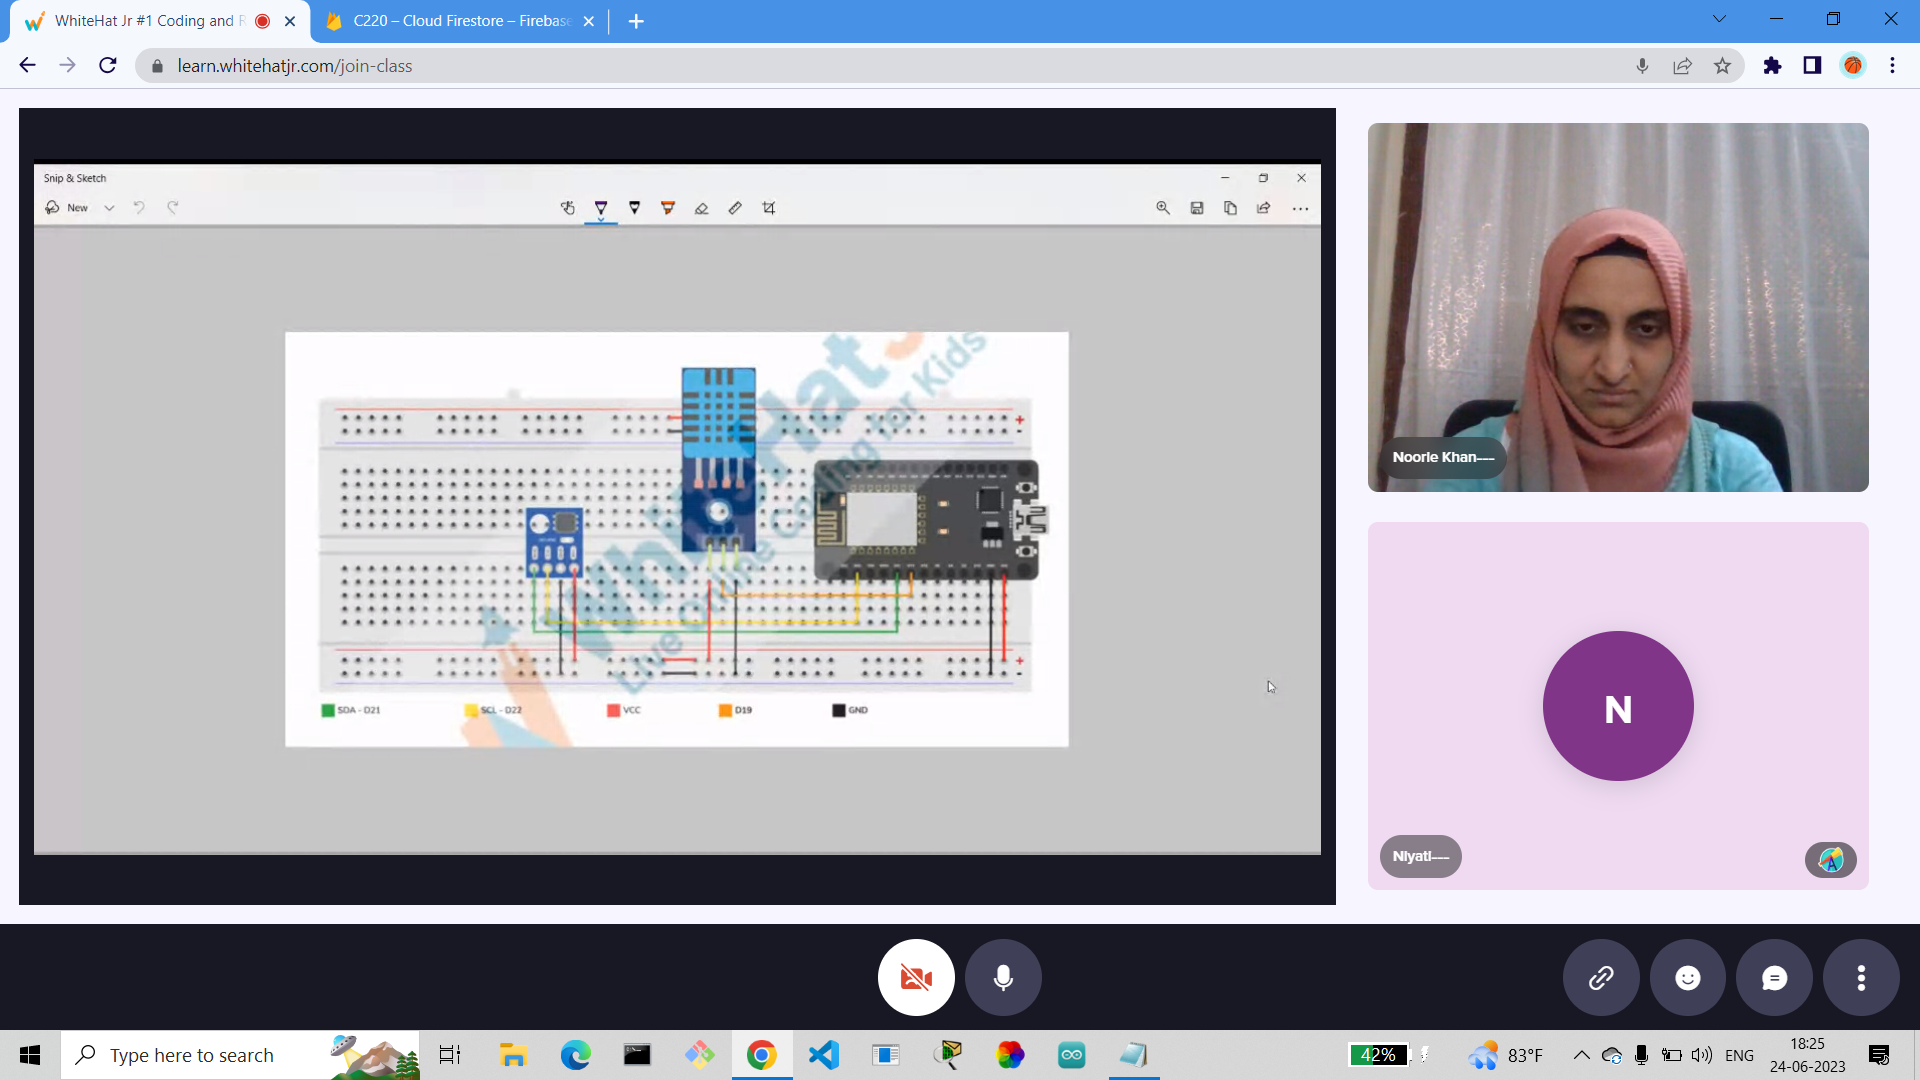 WhiteHat Jr #1 Coding and R
C220 – Cloud Firestore – Firebase
learn.whitehatjr.com/join-class
Snip & Sketch
New
WhiteHat J
Live Online Coding for Kids
+
-
+
-
SDA - D21
SCL - D22
VCC
D19
GND
Noorie Khan---
N
Niyati---
Type here to search
42%
83°F
ENG
18:25
24-06-2023